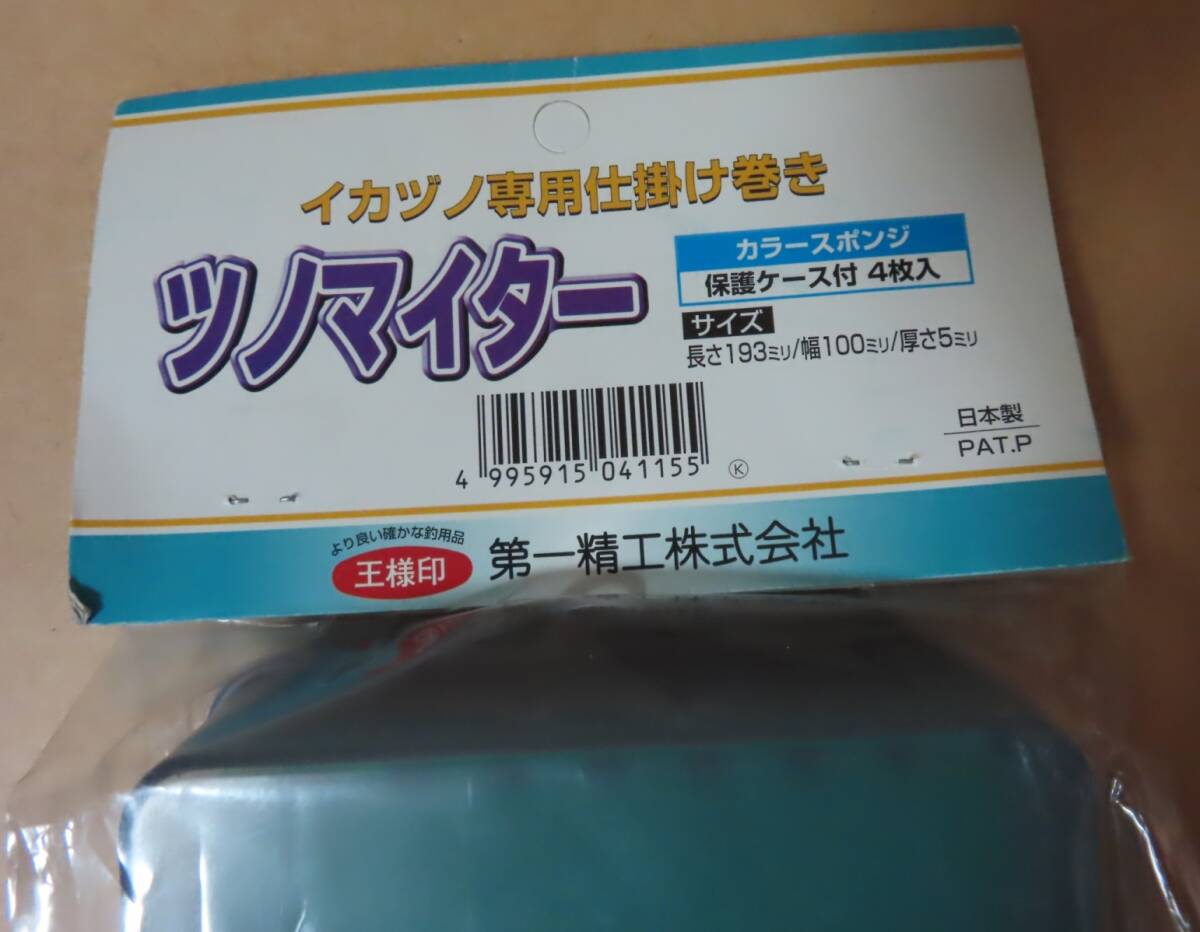 イカヅノ専用仕掛け巻き
ツノマイター
カラースポンジ
保護ケース付 4枚入
サイズ
長さ193ミリ/幅100ミリ/厚さ5ミリ
4 995915 041155
K
日本製
PAT.P
より良い確かな釣用品
王様印
第一精工株式会社